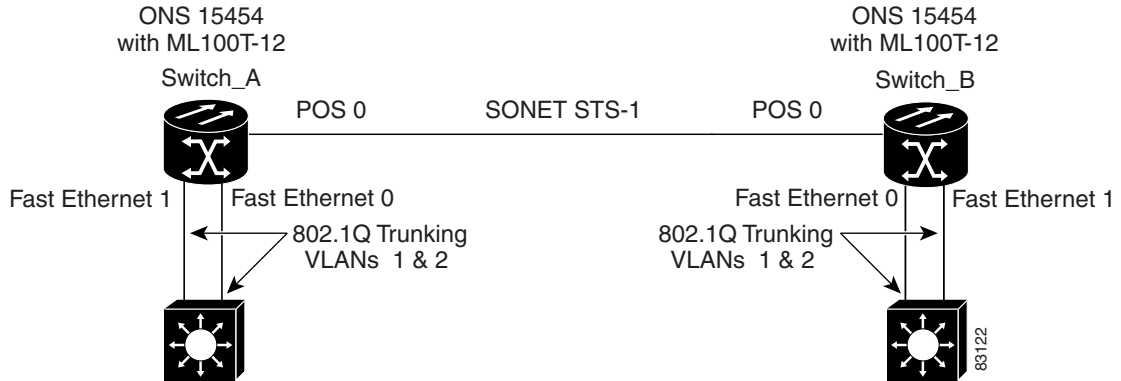 ONS 15454
with ML100T-12
Switch_A
ONS 15454
with ML100T-12
Switch_B
POS 0
SONET STS-1
POS 0
Fast Ethernet 1
Fast Ethernet 0
Fast Ethernet 0
Fast Ethernet 1
802.1Q Trunking
VLANs 1 & 2
802.1Q Trunking
VLANs 1 & 2
83122